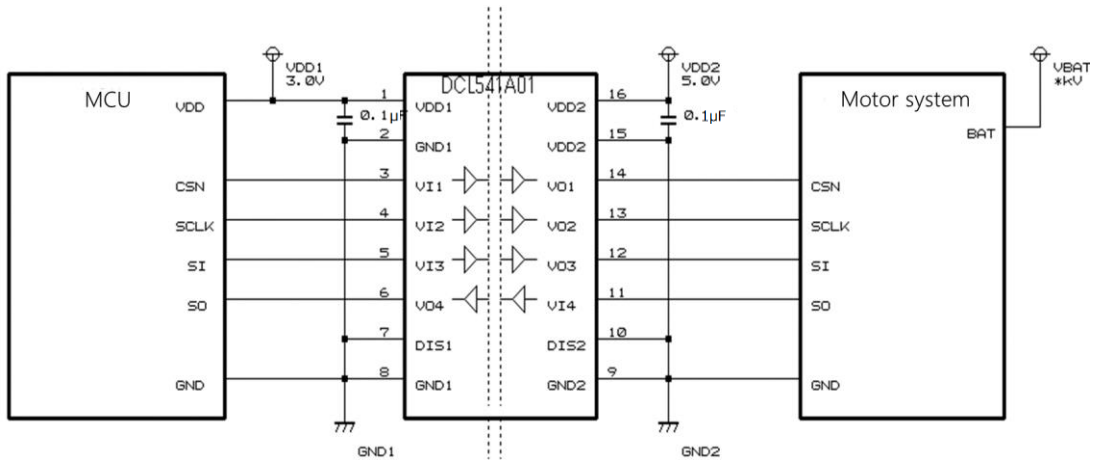 VDD1
3.0V
VDD2
5.0V
VBAT
*kV
MCU
DCL541A01
Motor system
VDD
1
VDD1
VDD2
16
0.1µF
0.1µF
2
GND1
VDD2
15
BAT
CSN
3
VI1
VO1
14
CSN
SCLK
4
VI2
VO2
13
SCLK
SI
5
VI3
VO3
12
SI
SO
6
VO4
VI4
11
SO
7
DIS1
DIS2
10
GND
8
GND1
GND2
9
GND
GND1
GND2